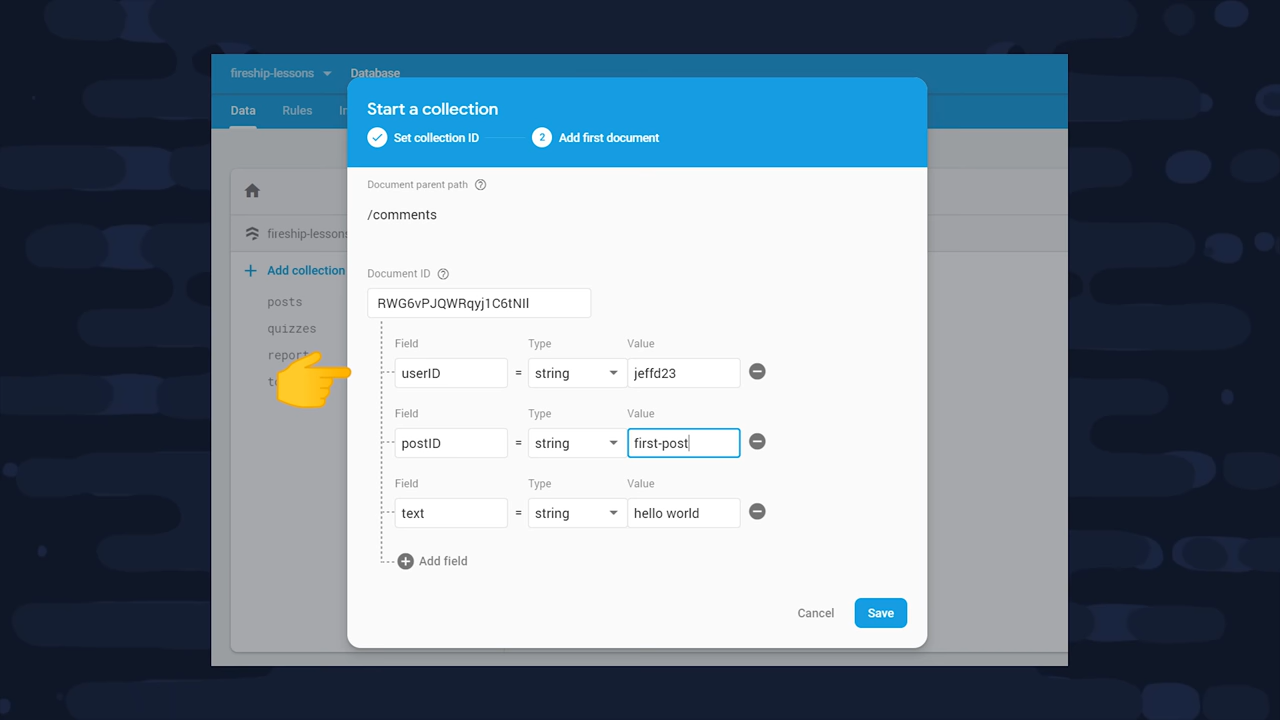 fireship-lessons
Database
Data
Rules
Start a collection
Set collection ID
2
Add first document
Document parent path
/comments
fireship-lessons
Add collection
posts
quizzes
Document ID
RWG6vPJQWRqyj1C6tNIl
Field
Type
Value
userID
=
string
jeffd23
Field
Type
Value
postID
=
string
first-post
Field
Type
Value
text
=
string
hello world
Add field
Cancel
Save